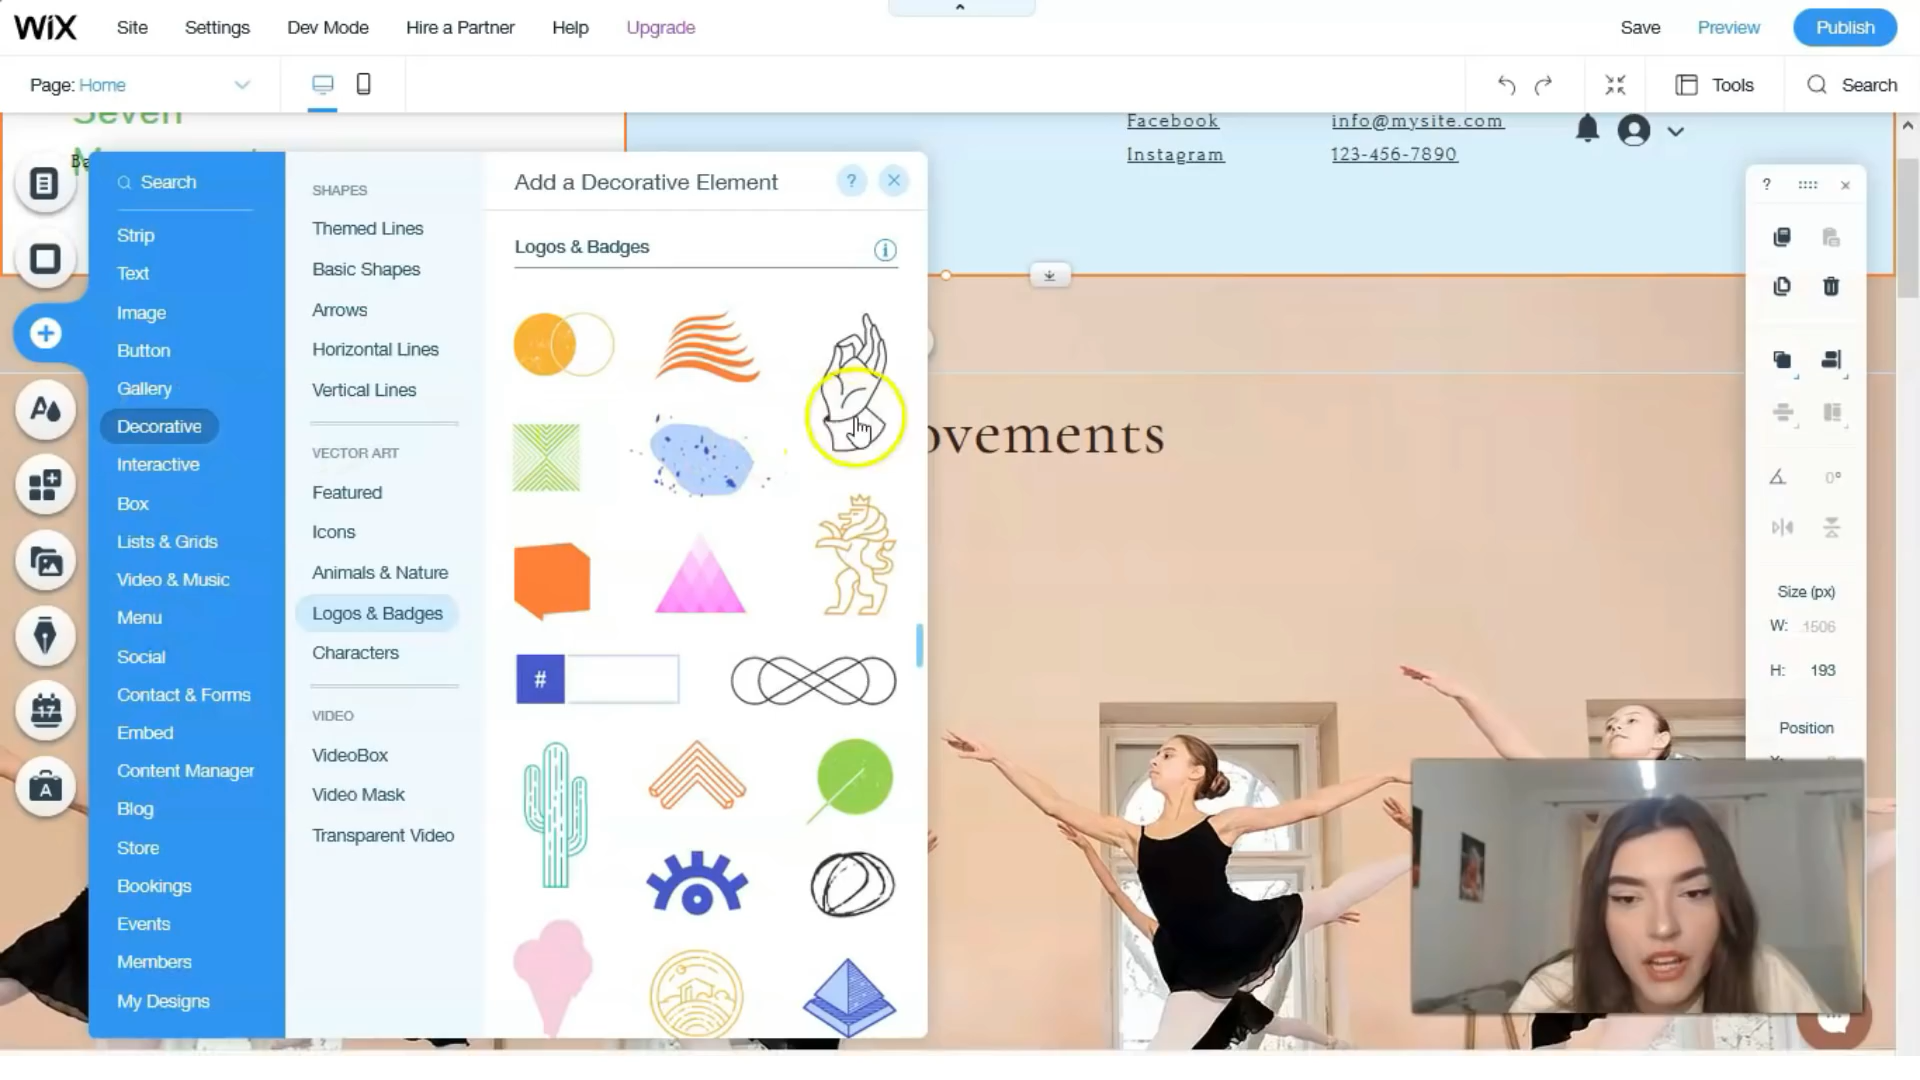 WiX
Site
Settings
Dev Mode
Hire a Partner
Help
Upgrade
Save
Preview
Publish
Page: Home
Tools
Search
Seven
Facebook
info@mysite.com
Instagram
123-456-7890
Search
Strip
Text
Image
Button
Gallery
Decorative
Interactive
Box
Lists & Grids
Video & Music
Menu
Social
Contact & Forms
Embed
Content Manager
Blog
Store
Bookings
Events
Members
My Designs
SHAPES
Themed Lines
Basic Shapes
Arrows
Horizontal Lines
Vertical Lines
VECTOR ART
Featured
Icons
Animals & Nature
Logos & Badges
Characters
VIDEO
VideoBox
Video Mask
Transparent Video
Add a Decorative Element
?
Logos & Badges
i
#
ovements
17
A
?
0°
Size (px)
W: 1506
H: 193
Position